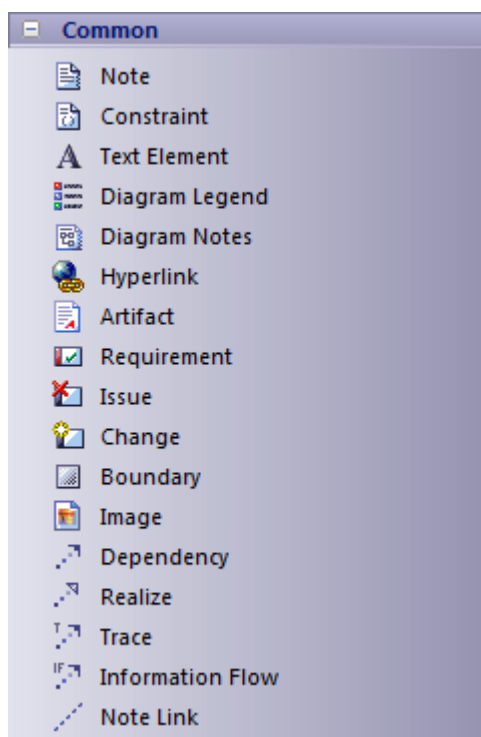 Common
Note
Constraint
Text Element
Diagram Legend
Diagram Notes
Hyperlink
Artifact
Requirement
Issue
Change
Boundary
Image
Dependency
Realize
T Trace
IF Information Flow
Note Link